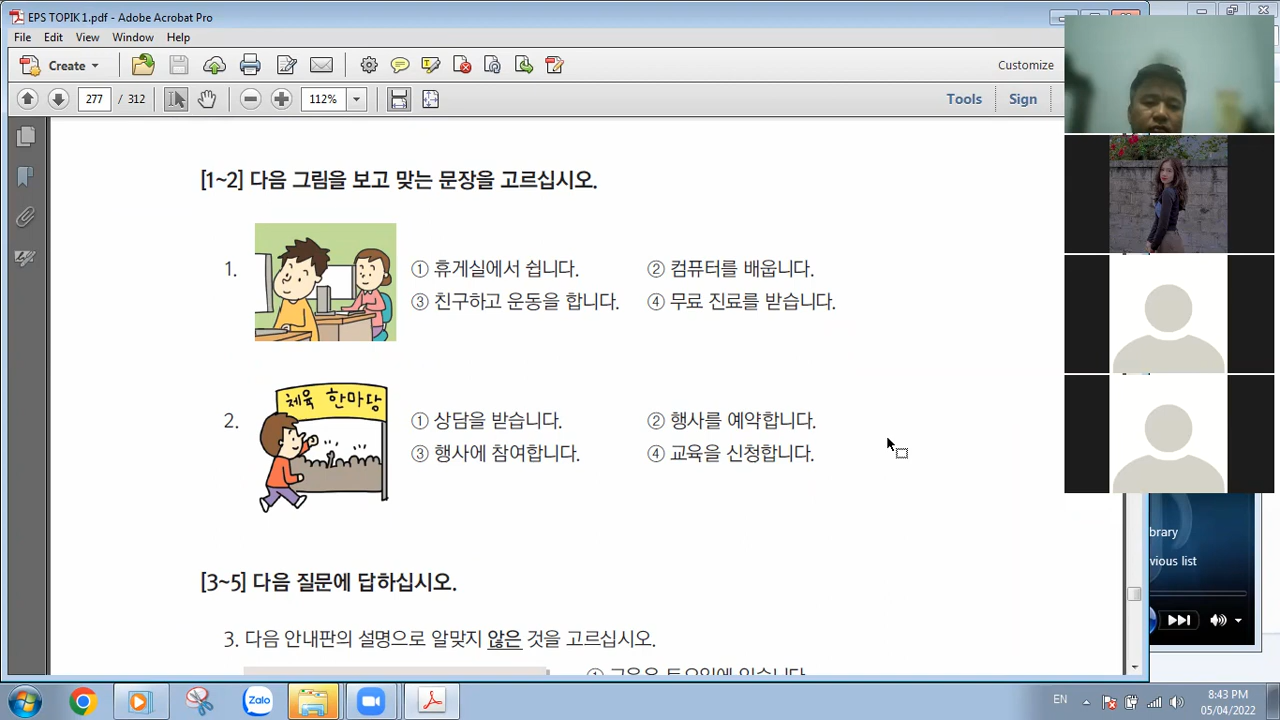 EPS TOPIK 1.pdf - Adobe Acrobat Pro
File Edit View Window Help
Create Customize
277 / 312 112% Tools Sign
[1~2] 다음 그림을 보고 맞는 문장을 고르십시오.
1. ① 휴게실에서 쉽니다. ② 컴퓨터를 배웁니다.
③ 친구하고 운동을 합니다. ④ 무료 진료를 받습니다.
체육 한마당
2. ① 상담을 받습니다. ② 행사를 예약합니다.
③ 행사에 참여합니다. ④ 교육을 신청합니다.
[3~5] 다음 질문에 답하십시오.
3. 다음 안내판의 설명으로 알맞지 않은 것을 고르십시오.
brary
vious list
Zalo
EN
8:43 PM
05/04/2022